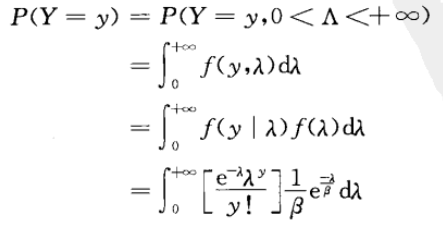 P(Y = y) = P(Y = y, 0 < Λ < +∞)
= ∫₀^{+∞} f(y,λ)dλ
= ∫₀^{+∞} f(y | λ)f(λ)dλ
= ∫₀^{+∞} [e^{-λ}λ^y / y!] 1/β e^{-λ/β} dλ